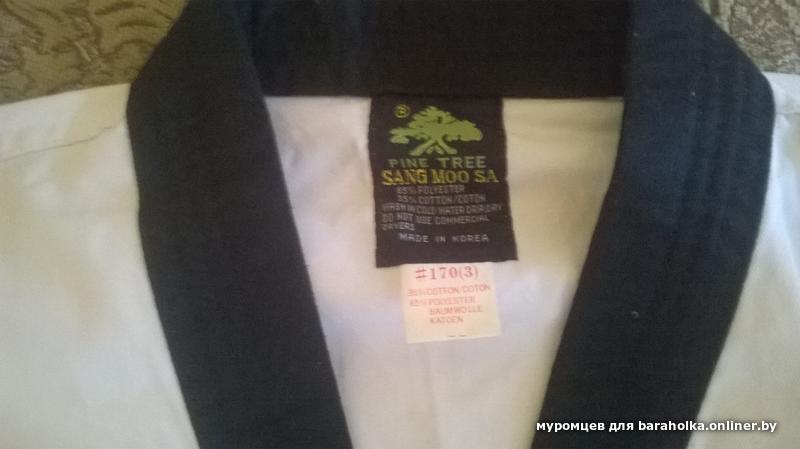 ®
PINE TREE
SANG MOO SA
65% POLYESTER
35% COTTON/COTON
WASH IN COLD WATER DRIP DRY
DO NOT USE COMMERCIAL
DRYERS
MADE IN KOREA
#170(3)
35% COTTON/COTON
65% POLYESTER
BAUMWOLLE
KATOEN
муромцев для baraholka.onliner.by